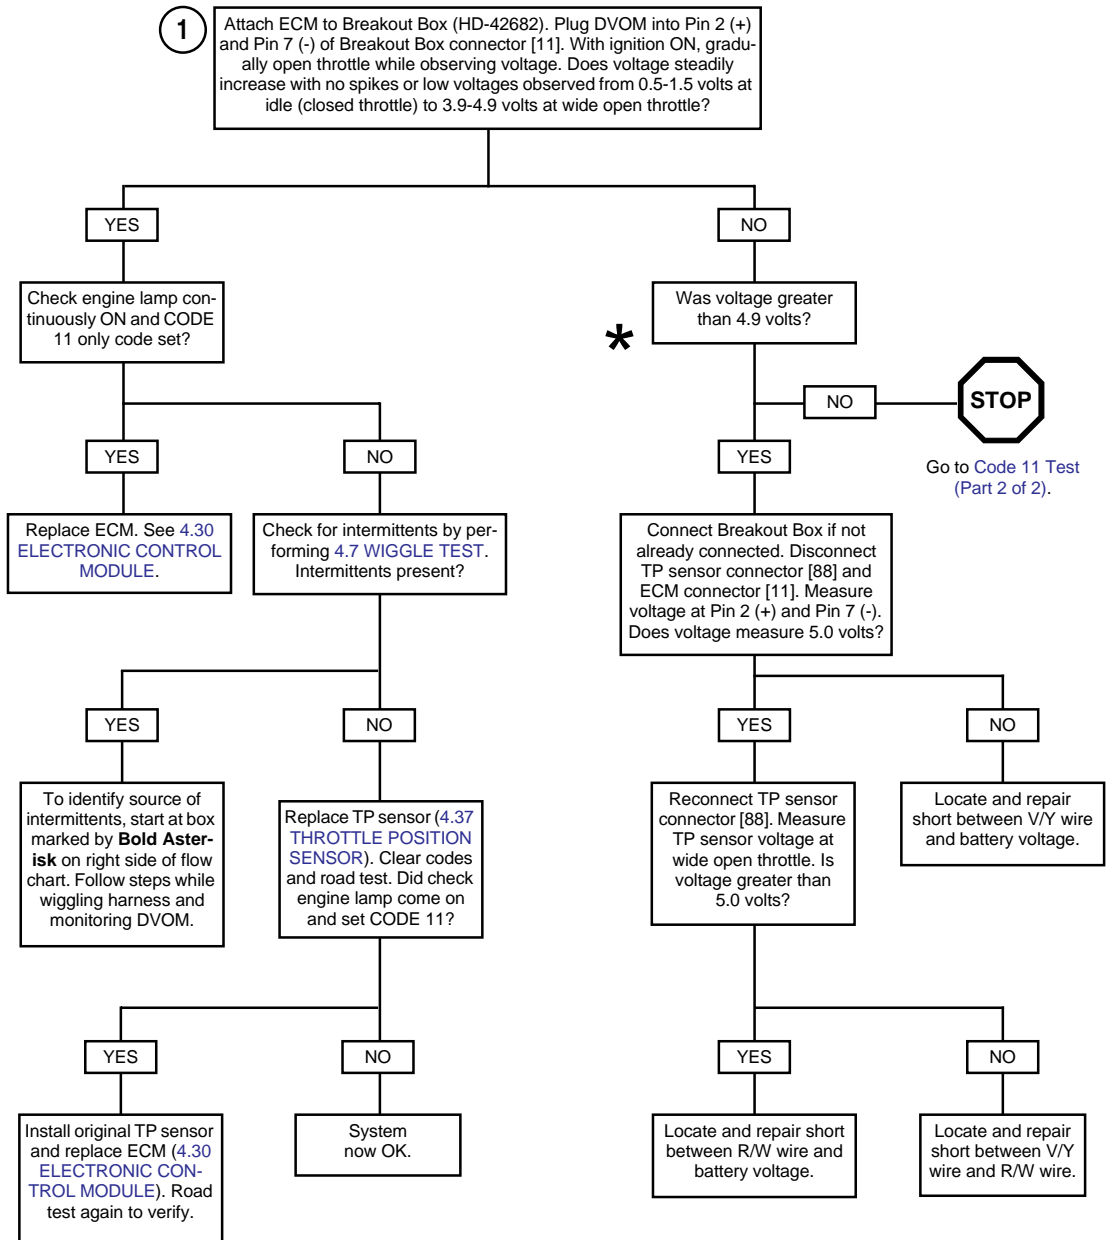 1
Attach ECM to Breakout Box (HD-42682). Plug DVOM into Pin 2 (+)
and Pin 7 (-) of Breakout Box connector [11]. With ignition ON, gradu-
ally open throttle while observing voltage. Does voltage steadily
increase with no spikes or low voltages observed from 0.5-1.5 volts at
idle (closed throttle) to 3.9-4.9 volts at wide open throttle?
YES
NO
Check engine lamp con-
tinuously ON and CODE
11 only code set?
*
Was voltage greater
than 4.9 volts?
NO
STOP
Go to Code 11 Test
(Part 2 of 2).
YES
NO
YES
Replace ECM. See 4.30
ELECTRONIC CONTROL
MODULE.
Check for intermittents by per-
forming 4.7 WIGGLE TEST.
Intermittents present?
Connect Breakout Box if not
already connected. Disconnect
TP sensor connector [88] and
ECM connector [11]. Measure
voltage at Pin 2 (+) and Pin 7 (-).
Does voltage measure 5.0 volts?
YES
NO
YES
NO
To identify source of
intermittents, start at box
marked by Bold Aster-
isk on right side of flow
chart. Follow steps while
wiggling harness and
monitoring DVOM.
Replace TP sensor (4.37
THROTTLE POSITION
SENSOR). Clear codes
and road test. Did check
engine lamp come on
and set CODE 11?
Reconnect TP sensor
connector [88]. Measure
TP sensor voltage at
wide open throttle. Is
voltage greater than
5.0 volts?
Locate and repair
short between V/Y wire
and battery voltage.
YES
NO
YES
NO
Install original TP sensor
and replace ECM (4.30
ELECTRONIC CON-
TROL MODULE). Road
test again to verify.
System
now OK.
Locate and repair short
between R/W wire and
battery voltage.
Locate and repair
short between V/Y
wire and R/W wire.